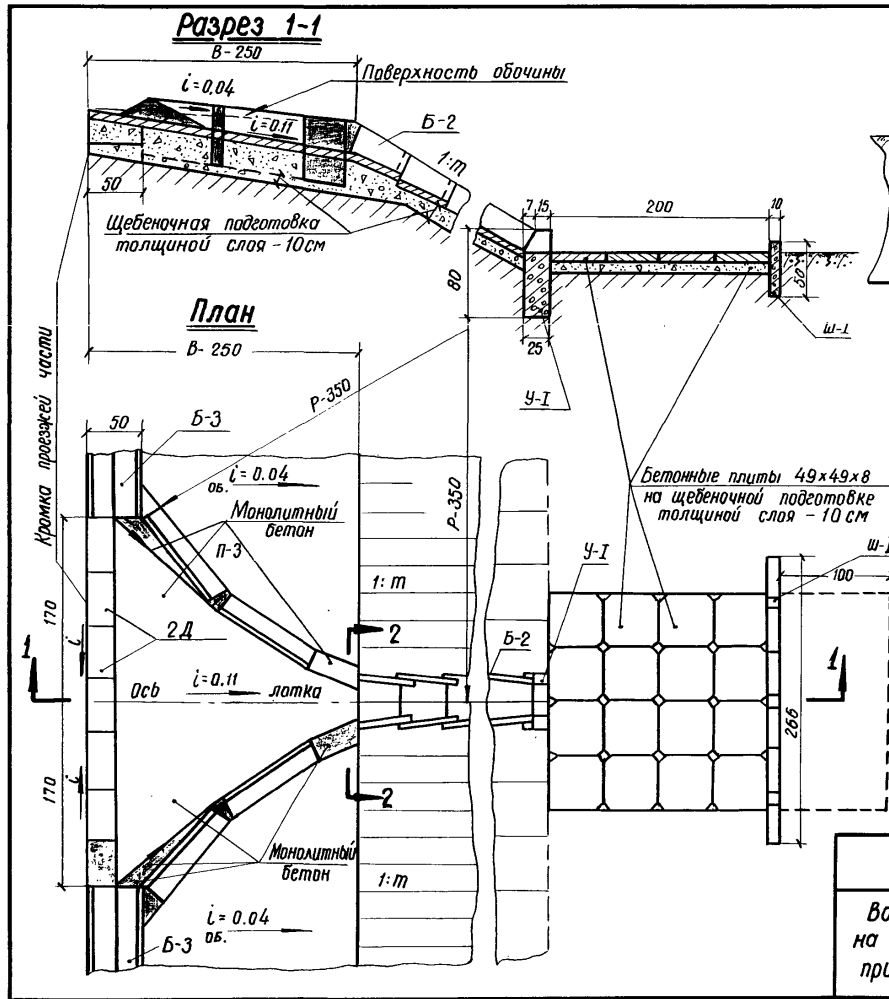 Разрез 1-1
В-250
i=0,04
Поверхность обочины
i=0.11
Б-2
1:m
50
Щебеночная подготовка
толщиной слоя - 10см
7 15
200
10
80
50
25
У-I
Ш-I
План
В-250
Р-350
Кромка проезжей части
50
Б-3
i=0.04
об.
Монолитный
бетон
П-3
Р-350
Бетонные плиты 49×49×8
на щебеночной подготовке
толщиной слоя - 10 см
У-I
Ш-I
100
1:m
170
2Д
2
Б-2
1
i
Ось
i=0.11
лотка
1
266
170
i
2
Монолитный
бетон
1:m
i=0.04
об.
Б-3
Во
на
при